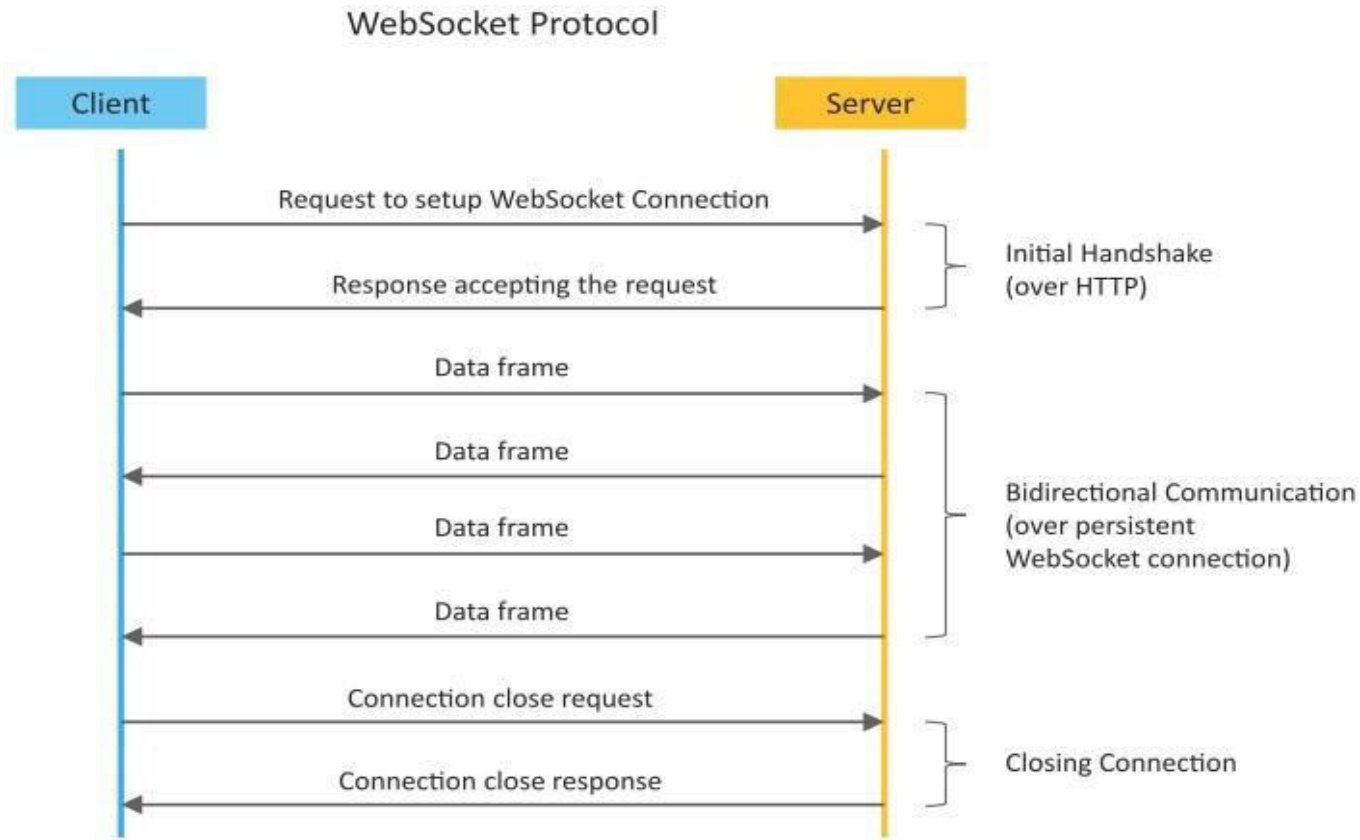 WebSocket Protocol
Client
Server
Request to setup WebSocket Connection
Response accepting the request
Initial Handshake
(over HTTP)
Data frame
Data frame
Data frame
Data frame
Bidirectional Communication
(over persistent
WebSocket connection)
Connection close request
Connection close response
Closing Connection